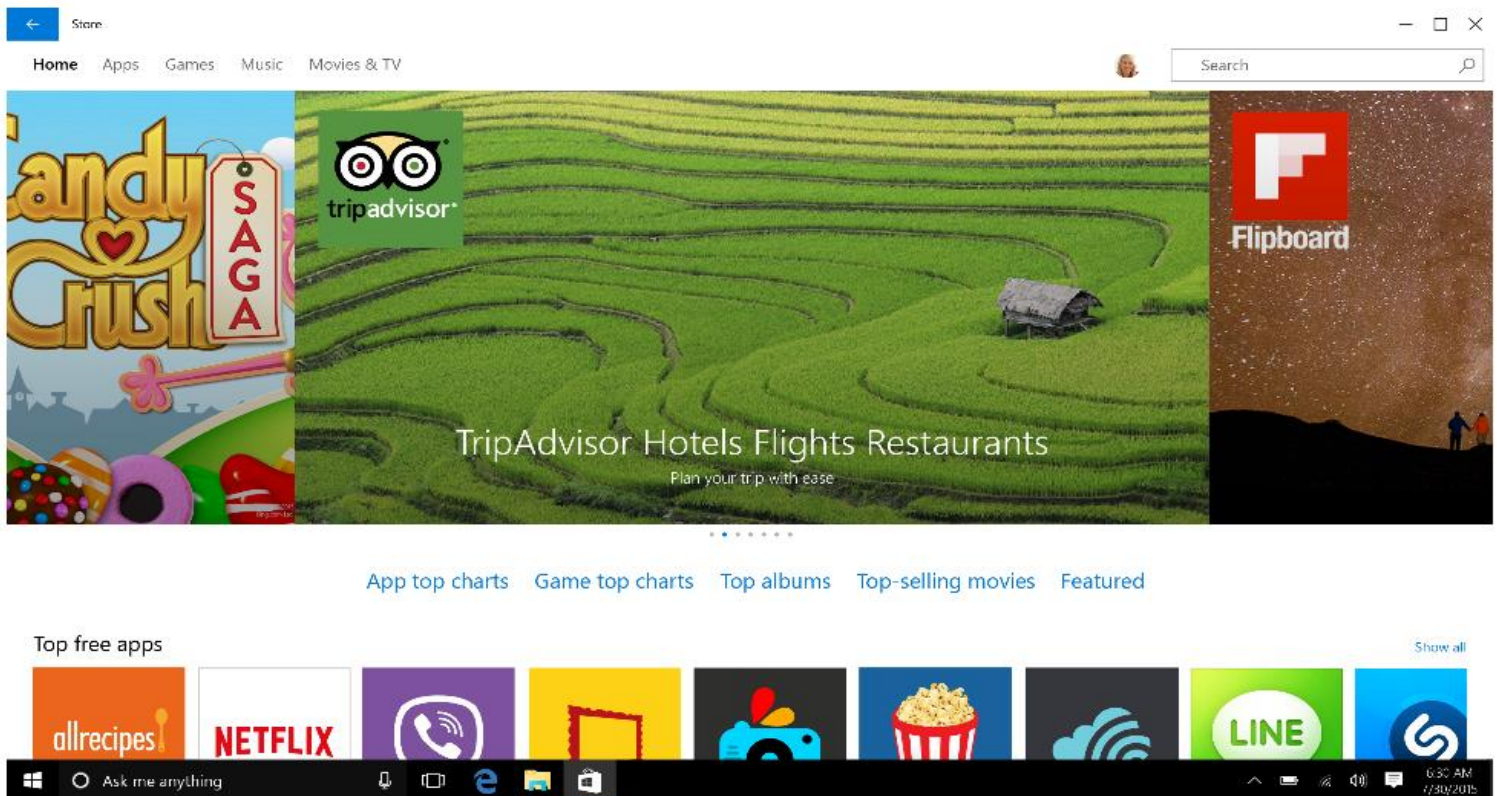 Store
Home Apps Games Music Movies & TV
Search
Candy
Crush
SAGA
tripadvisor
Flipboard
TripAdvisor Hotels Flights Restaurants
Plan your trip with ease
App top charts Game top charts Top albums Top-selling movies Featured
Top free apps
Show all
allrecipes
NETFLIX
LINE
Ask me anything
6:30 AM
7/30/2015